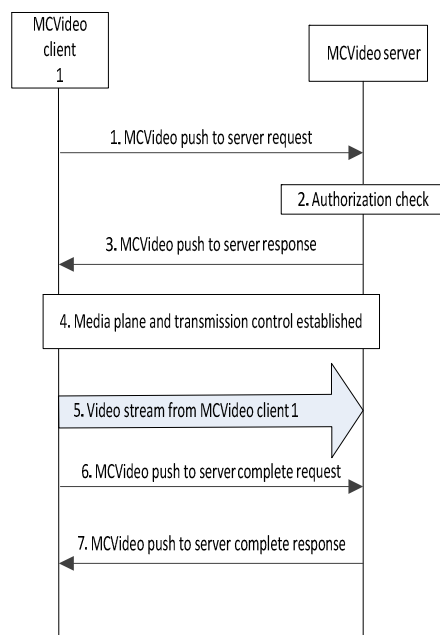 MCVideo
client
1
MCVideo server
1. MCVideo push to server request
2. Authorization check
3. MCVideo push to server response
4. Media plane and transmission control established
5. Video stream from MCVideo client 1
6. MCVideo push to server complete request
7. MCVideo push to server complete response